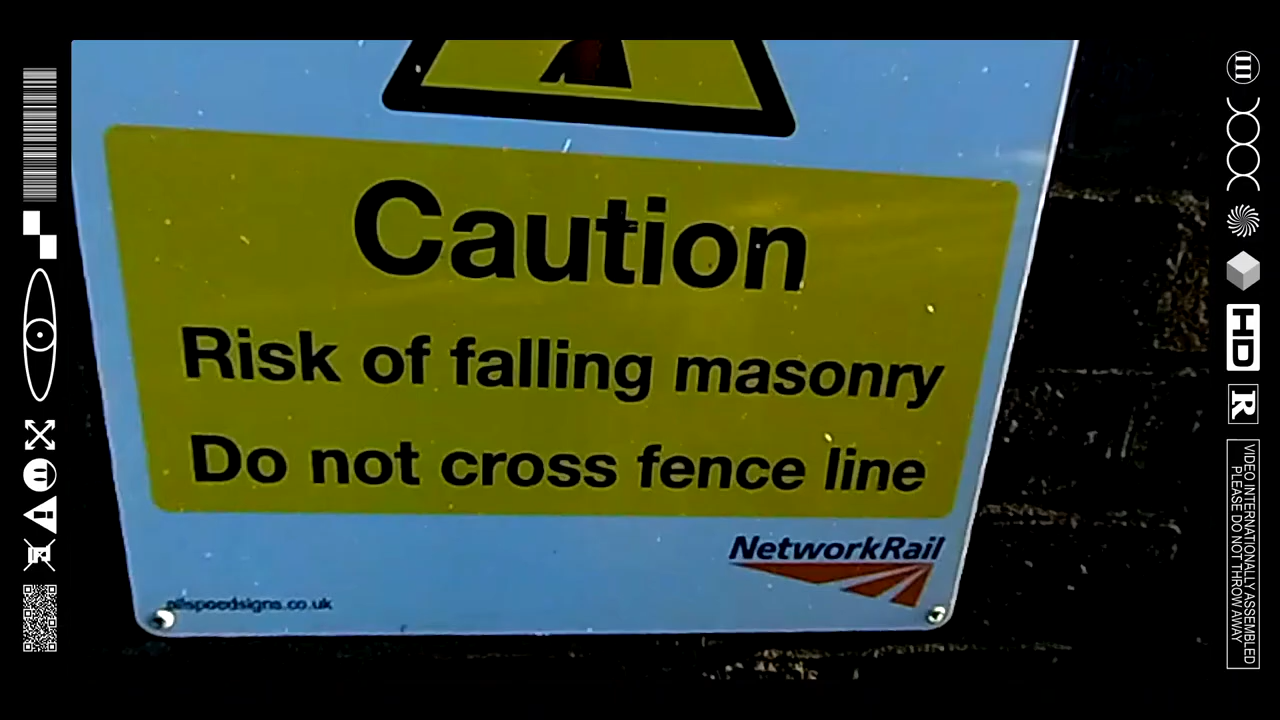 Caution
Risk of falling masonry
Do not cross fence line
NetworkRail
HD
R
VIDEO INTERNATIONALLY ASSEMBLED
PLEASE DO NOT THROW AWAY